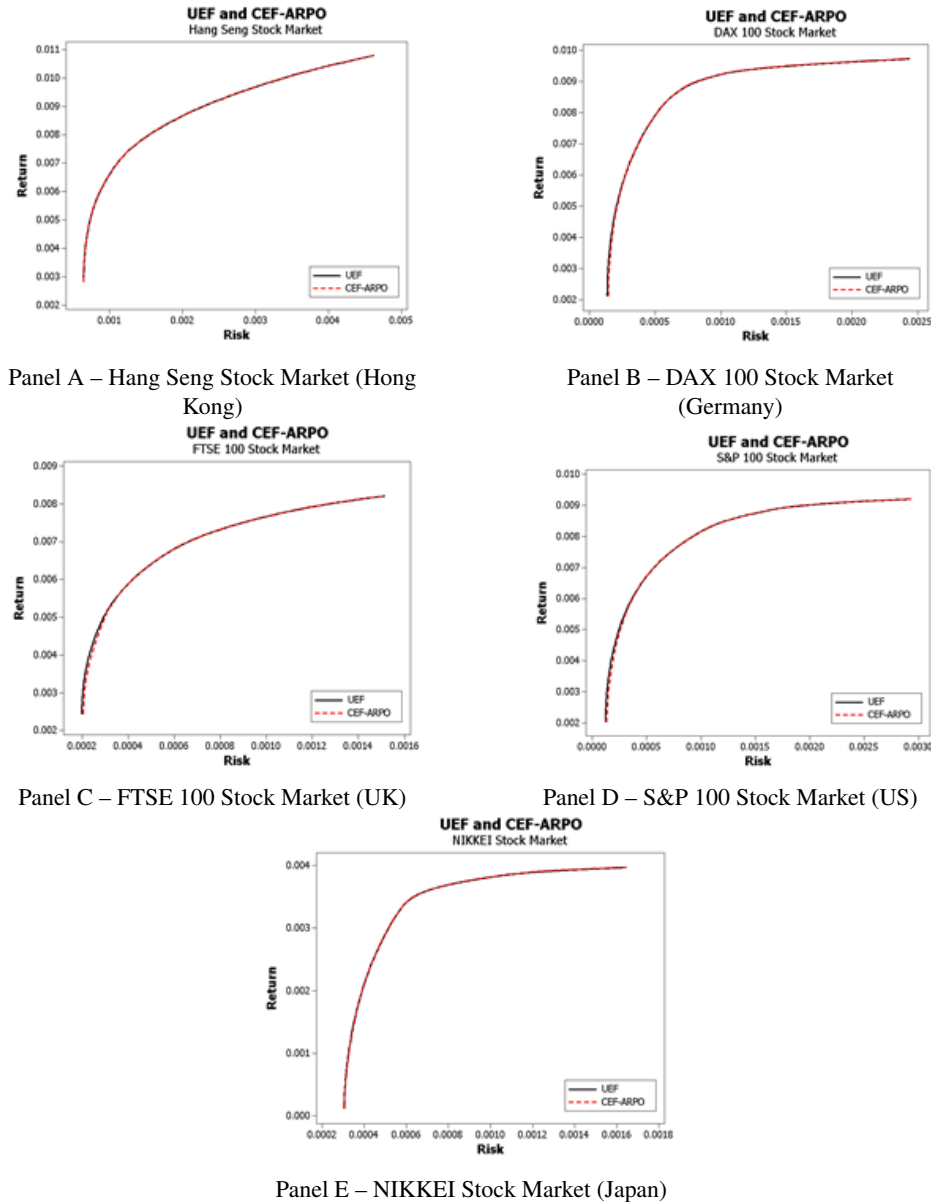 UEF and CEF-ARPO
Hang Seng Stock Market
0.011
0.010
0.009
0.008
0.007
0.006
0.005
0.004
0.003
0.002
Return
UEF
CEF-ARPO
0.001 0.002 0.003 0.004 0.005
Risk
Panel A – Hang Seng Stock Market (Hong
Kong)
UEF and CEF-ARPO
DAX 100 Stock Market
0.010
0.009
0.008
0.007
0.006
0.005
0.004
0.003
0.002
Return
UEF
CEF-ARPO
0.0000 0.0005 0.0010 0.0015 0.0020 0.0025
Risk
Panel B – DAX 100 Stock Market
(Germany)
UEF and CEF-ARPO
FTSE 100 Stock Market
0.009
0.008
0.007
0.006
0.005
0.004
0.003
0.002
Return
UEF
CEF-ARPO
0.0002 0.0004 0.0006 0.0008 0.0010 0.0012 0.0014 0.0016
Risk
Panel C – FTSE 100 Stock Market (UK)
UEF and CEF-ARPO
S&P 100 Stock Market
0.010
0.009
0.008
0.007
0.006
0.005
0.004
0.003
0.002
Return
UEF
CEF-ARPO
0.0000 0.0005 0.0010 0.0015 0.0020 0.0025 0.0030
Risk
Panel D – S&P 100 Stock Market (US)
UEF and CEF-ARPO
NIKKEI Stock Market
0.004
0.003
0.002
0.001
0.000
Return
UEF
CEF-ARPO
0.0002 0.0004 0.0006 0.0008 0.0010 0.0012 0.0014 0.0016 0.0018
Risk
Panel E – NIKKEI Stock Market (Japan)